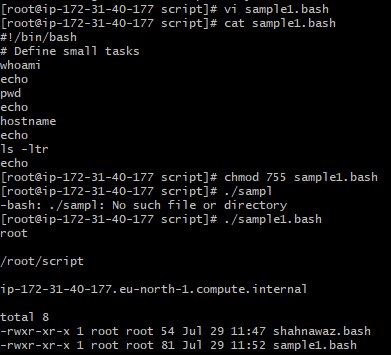 [root@ip-172-31-40-177 script]# vi sample1.bash
[root@ip-172-31-40-177 script]# cat sample1.bash
#!/bin/bash
# Define small tasks
whoami
echo
pwd
echo
hostname
echo
ls -ltr
echo
[root@ip-172-31-40-177 script]# chmod 755 sample1.bash
[root@ip-172-31-40-177 script]# ./sampl
-bash: ./sampl: No such file or directory
[root@ip-172-31-40-177 script]# ./sample1.bash
root
/root/script
ip-172-31-40-177.eu-north-1.compute.internal
total 8
-rwxr-xr-x 1 root root 54 Jul 29 11:47 shahnawaz.bash
-rwxr-xr-x 1 root root 81 Jul 29 11:52 sample1.bash